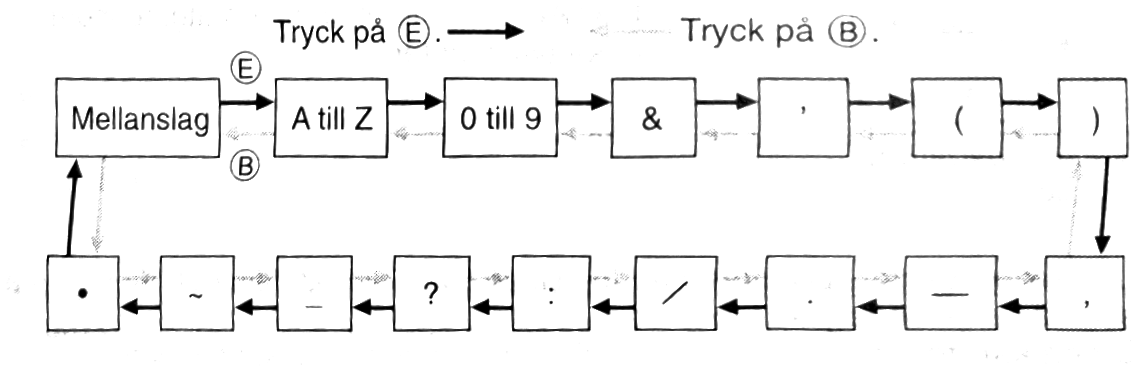 Tryck på Ⓔ. Tryck på Ⓑ.
Ⓔ
Mellanslag A till Z 0 till 9 & ’ ( )
Ⓑ
• ~ _ ? : / . — ,